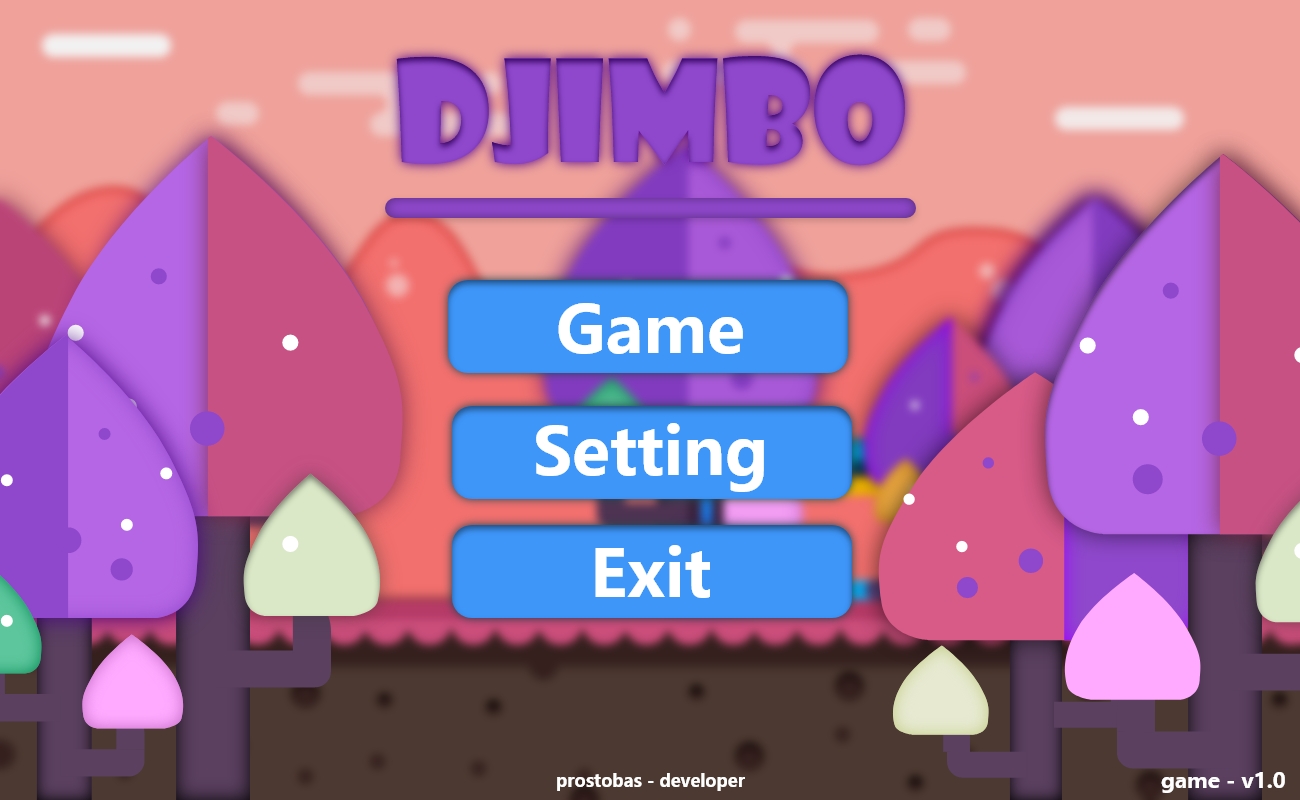 DJIMBO
Game
Setting
Exit
prostobas - developer
game - v1.0